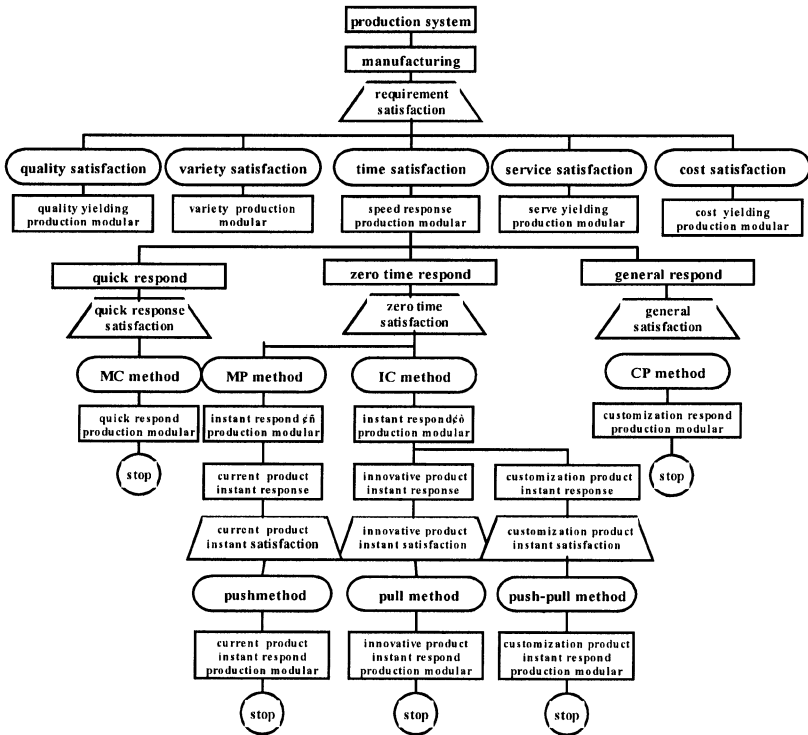 production system
manufacturing
requirement
satisfaction
quality satisfaction
variety satisfaction
time satisfaction
service satisfaction
cost satisfaction
quality yielding
production modular
variety production
modular
speed response
production modular
serve yielding
production modular
cost yielding
production modular
quick respond
zero time respond
general respond
quick response
satisfaction
zero time
satisfaction
general
satisfaction
MC method
MP method
IC method
CP method
quick respond
production modular
instant respond¢ñ
production modular
instant respond¢ò
production modular
customization respond
production modular
stop
stop
current product
instant response
innovative product
instant response
customization product
instant response
current product
instant satisfaction
innovative product
instant satisfaction
customization product
instant satisfaction
pushmethod
pull method
push-pull method
current product
instant respond
production modular
innovative product
instant respond
production modular
customization product
instant respond
production modular
stop
stop
stop